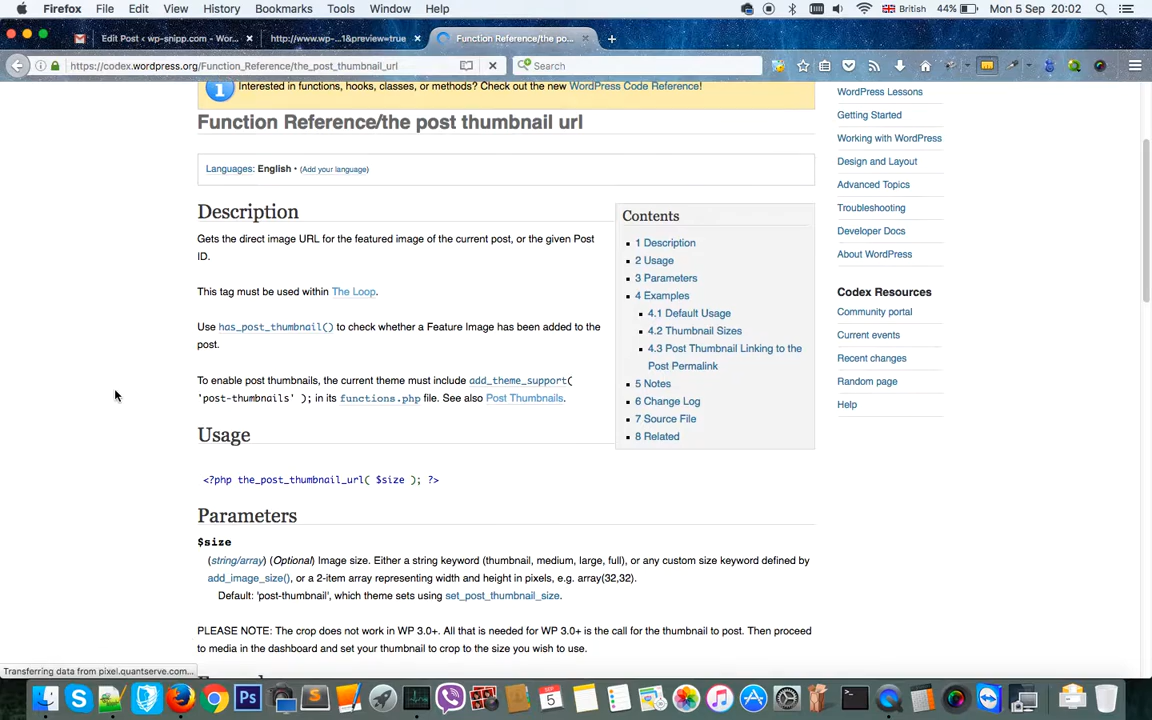 Firefox File Edit View History Bookmarks Tools Window Help British 44% Mon 5 Sep 20:02
Edit Post ‹ wp-snipp.com - Wor... http://www.wp-...1&preview=true Function Reference/the po...
https://codex.wordpress.org/Function_Reference/the_post_thumbnail_url Search
Interested in functions, hooks, classes, or methods? Check out the new WordPress Code Reference!
Function Reference/the post thumbnail url
Languages: English • (Add your language)
Description
Gets the direct image URL for the featured image of the current post, or the given Post
ID.
This tag must be used within The Loop.
Use has_post_thumbnail() to check whether a Feature Image has been added to the
post.
To enable post thumbnails, the current theme must include add_theme_support(
'post-thumbnails' ); in its functions.php file. See also Post Thumbnails.
Contents
1 Description
2 Usage
3 Parameters
4 Examples
4.1 Default Usage
4.2 Thumbnail Sizes
4.3 Post Thumbnail Linking to the
Post Permalink
5 Notes
6 Change Log
7 Source File
8 Related
Usage
<?php the_post_thumbnail_url( $size ); ?>
Parameters
$size
(string/array) (Optional) Image size. Either a string keyword (thumbnail, medium, large, full), or any custom size keyword defined by
add_image_size(), or a 2-item array representing width and height in pixels, e.g. array(32,32).
Default: 'post-thumbnail', which theme sets using set_post_thumbnail_size.
PLEASE NOTE: The crop does not work in WP 3.0+. All that is needed for WP 3.0+ is the call for the thumbnail to post. Then proceed
to media in the dashboard and set your thumbnail to crop to the size you wish to use.
WordPress Lessons
Getting Started
Working with WordPress
Design and Layout
Advanced Topics
Troubleshooting
Developer Docs
About WordPress
Codex Resources
Community portal
Current events
Recent changes
Random page
Help
Transferring data from pixel.quantserve.com...